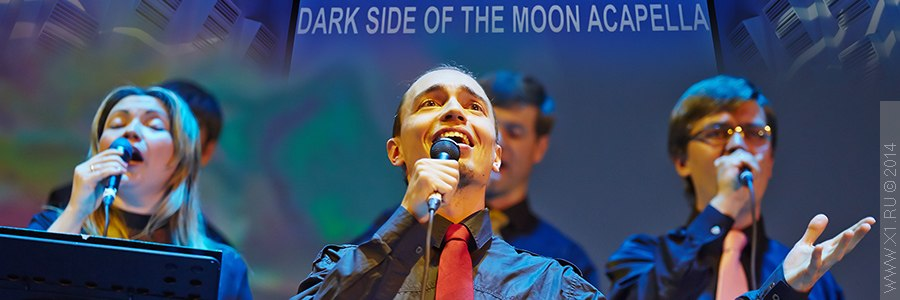 DARK SIDE OF THE MOON ACAPELLA
WWW.X1.RU © 2014